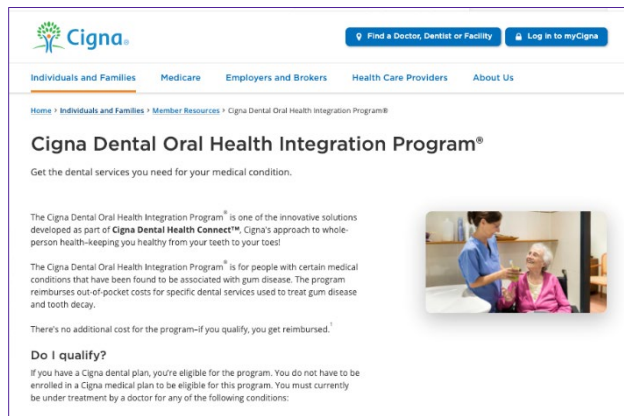 Cigna®
Find a Doctor, Dentist or Facility
Log in to myCigna
Individuals and Families
Medicare
Employers and Brokers
Health Care Providers
About Us
Home > Individuals and Families > Member Resources > Cigna Dental Oral Health Integration Program®
Cigna Dental Oral Health Integration Program®
Get the dental services you need for your medical condition.
The Cigna Dental Oral Health Integration Program® is one of the innovative solutions
developed as part of Cigna Dental Health Connect™, Cigna's approach to whole-
person health–keeping you healthy from your teeth to your toes!
The Cigna Dental Oral Health Integration Program® is for people with certain medical
conditions that have been found to be associated with gum disease. The program
reimburses out-of-pocket costs for specific dental services used to treat gum disease
and tooth decay.
There's no additional cost for the program–if you qualify, you get reimbursed.¹
Do I qualify?
If you have a Cigna dental plan, you're eligible for the program. You do not have to be
enrolled in a Cigna medical plan to be eligible for this program. You must currently
be under treatment by a doctor for any of the following conditions: